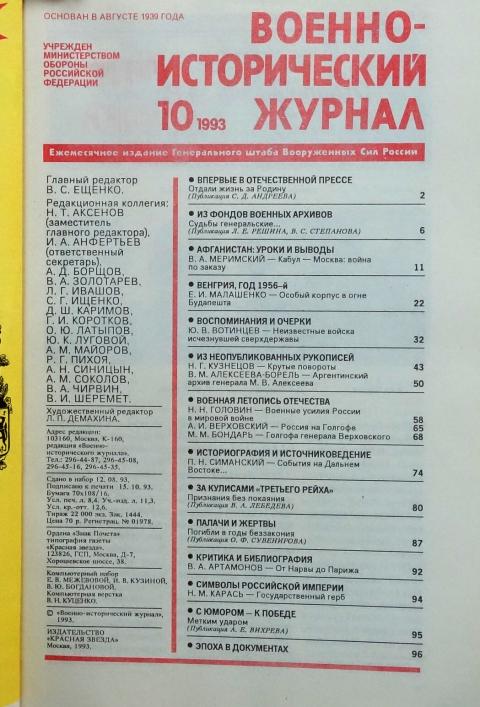 ОСНОВАН В АВГУСТЕ 1939 ГОДА
УЧРЕЖДЕН
МИНИСТЕРСТВОМ
ОБОРОНЫ
РОССИЙСКОЙ
ФЕДЕРАЦИИ
ВОЕННО-
ИСТОРИЧЕСКИЙ
ЖУРНАЛ
10 1993
Ежемесячное издание Генерального штаба Вооруженных Сил России
Главный редактор
В. С. ЕЩЕНКО.
Редакционная коллегия:
Н. Т. АКСЕНОВ
(заместитель
главного редактора),
И. А. АНФЕРТЬЕВ
(ответственный
секретарь),
А. Д. БОРЩОВ,
В. А. ЗОЛОТАРЕВ,
Л. Г. ИВАШОВ,
С. Г. ИЩЕНКО,
Д. Ш. КАРИМОВ,
Г. И. КОРОТКОВ,
О. Ю. ЛАТЫПОВ,
Ю. К. ЛУГОВОЙ,
А. М. МАЙОРОВ,
Р. Г. ПИХОЯ,
А. Н. СИНИЦЫН,
А. М. СОКОЛОВ,
А. В. ЧИРВИН,
В. И. ШЕРЕМЕТ.
Художественный редактор
Л. П. ДЕМАХИНА.
Адрес редакции:
103160, Москва, К-160,
редакция «Военно-
исторического журнала»,
Тел.: 296-44-87, 296-45-08,
296-45-16, 296-45-35.
Сдано в набор 12. 08. 93.
Подписано к печати 15. 10. 93.
Бумага 70х108/16
Усл. печ. л. 8,4. Уч.-изд. л. 11,3.
Усл. кр.-отт. 12,6.
Тираж 22 000 экз. Зак. 1444.
Цена 70 р. Регистрац. № 01978.
Ордена «Знак Почета»
типография газеты
«Красная звезда»,
123826, ГСП, Москва, Д-7,
Хорошевское шоссе, 38.
Компьютерный набор
Е. В. МЕЖЕВОВОЙ, И. В. КУЗИНОЙ,
В. Ю. БОГДАНОВОЙ,
Компьютерная верстка
В. Н. КУЦЕНКО.
© «Военно-исторический журнал»,
1993.
ИЗДАТЕЛЬСТВО
«КРАСНАЯ ЗВЕЗДА»
Москва, 1993.
● ВПЕРВЫЕ В ОТЕЧЕСТВЕННОЙ ПРЕССЕ
Отдали жизнь за Родину
(Публикация С. Д. АНДРЕЕВА) 2
● ИЗ ФОНДОВ ВОЕННЫХ АРХИВОВ
Судьбы генеральские...
(Публикация Л. Е. РЕШИНА, В. С. СТЕПАНОВА) 6
● АФГАНИСТАН: УРОКИ И ВЫВОДЫ
В. А. МЕРИМСКИЙ — Кабул — Москва: война
по заказу 11
● ВЕНГРИЯ, ГОД 1956-й
Е. И. МАЛАШЕНКО — Особый корпус в огне
Будапешта 22
● ВОСПОМИНАНИЯ И ОЧЕРКИ
Ю. В. ВОТИНЦЕВ — Неизвестные войска
исчезнувшей сверхдержавы 32
● ИЗ НЕОПУБЛИКОВАННЫХ РУКОПИСЕЙ
Н. Г. КУЗНЕЦОВ — Крутые повороты 43
В. М. АЛЕКСЕЕВА-БОРЕЛЬ — Аргентинский
архив генерала М. В. Алексеева 50
● ВОЕННАЯ ЛЕТОПИСЬ ОТЕЧЕСТВА
Н. Н. ГОЛОВИН — Военные усилия России
в мировой войне 58
А. И. ВЕРХОВСКИЙ — Россия на Голгофе 65
М. М. БОНДАРЬ — Голгофа генерала Верховского 68
● ИСТОРИОГРАФИЯ И ИСТОЧНИКОВЕДЕНИЕ
П. Н. СИМАНСКИЙ — События на Дальнем
Востоке... 74
● ЗА КУЛИСАМИ «ТРЕТЬЕГО РЕЙХА»
Признания без покаяния
(Публикация В. А. ЛЕБЕДЕВА) 80
● ПАЛАЧИ И ЖЕРТВЫ
Погибли в годы беззакония
(Публикация О. Ф. СУВЕНИРОВА) 87
● КРИТИКА И БИБЛИОГРАФИЯ
В. А. АРТАМОНОВ — От Нарвы до Парижа 92
● СИМВОЛЫ РОССИЙСКОЙ ИМПЕРИИ
Н. М. КАРАСЬ — Государственный герб 94
● С ЮМОРОМ — К ПОБЕДЕ
Метким ударом
(Публикация А. Е. ВИХРЕВА) 95
● ЭПОХА В ДОКУМЕНТАХ 96